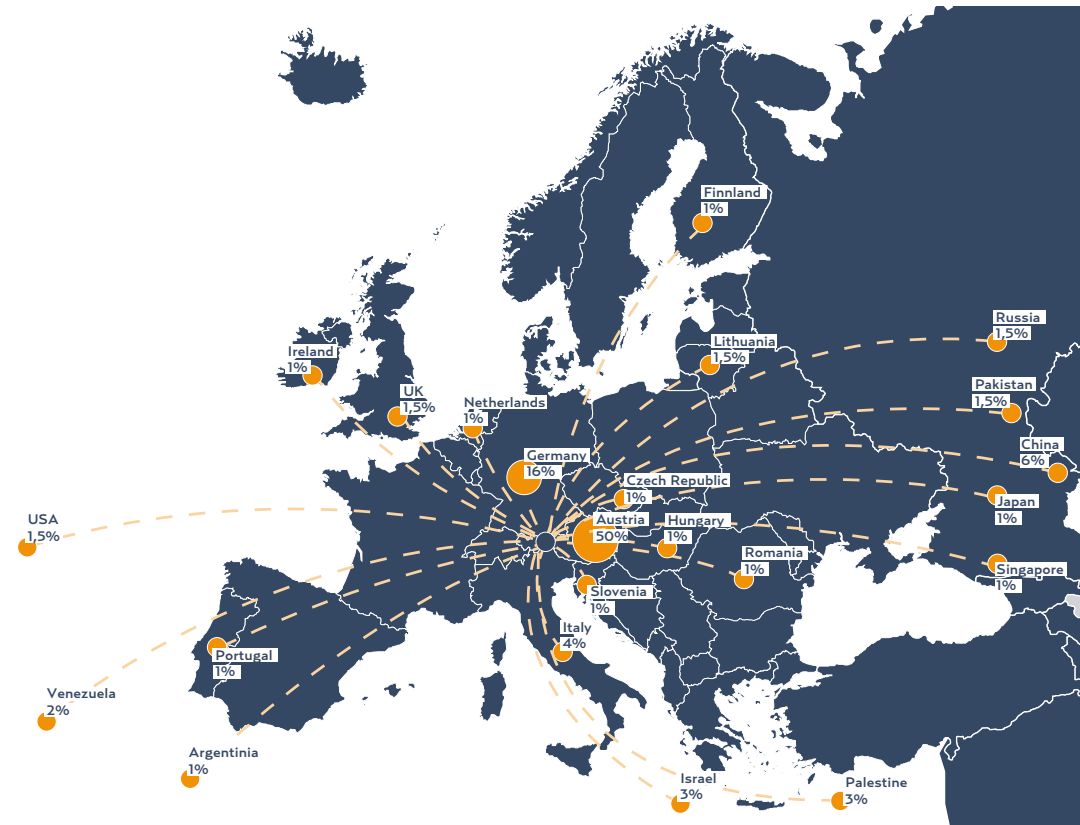 Finnland
1%
Russia
1,5%
Lithuania
1,5%
Ireland
1%
Pakistan
1,5%
UK
1,5%
Netherlands
1%
China
6%
Germany
16%
Czech Republic
1%
Japan
1%
USA
1,5%
Austria
50%
Hungary
1%
Romania
1%
Singapore
1%
Slovenia
1%
Italy
4%
Portugal
1%
Venezuela
2%
Argentinia
1%
Israel
3%
Palestine
3%